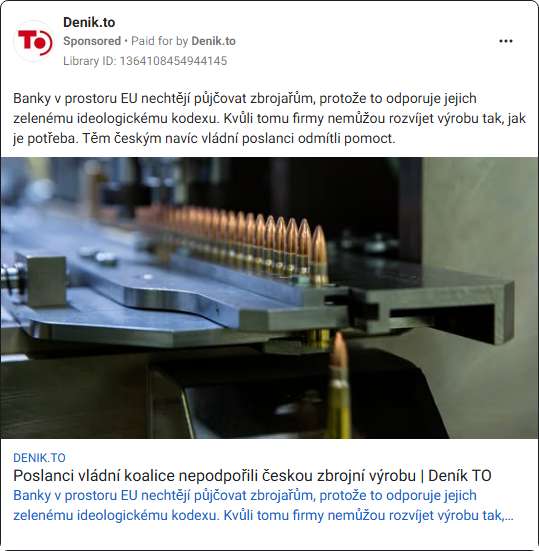 Denik.to
Sponsored • Paid for by Denik.to
Library ID: 1364108454944145
TO
Banky v prostoru EU nechtějí půjčovat zbrojařům, protože to odporuje jejich
zelenému ideologickému kodexu. Kvůli tomu firmy nemůžou rozvíjet výrobu tak, jak
je potřeba. Těm českým navíc vládní poslanci odmítli pomoct.
DENIK.TO
Poslanci vládní koalice nepodpořili českou zbrojní výrobu | Deník TO
Banky v prostoru EU nechtějí půjčovat zbrojařům, protože to odporuje jejich
zelenému ideologickému kodexu. Kvůli tomu firmy nemůžou rozvíjet výrobu tak,...